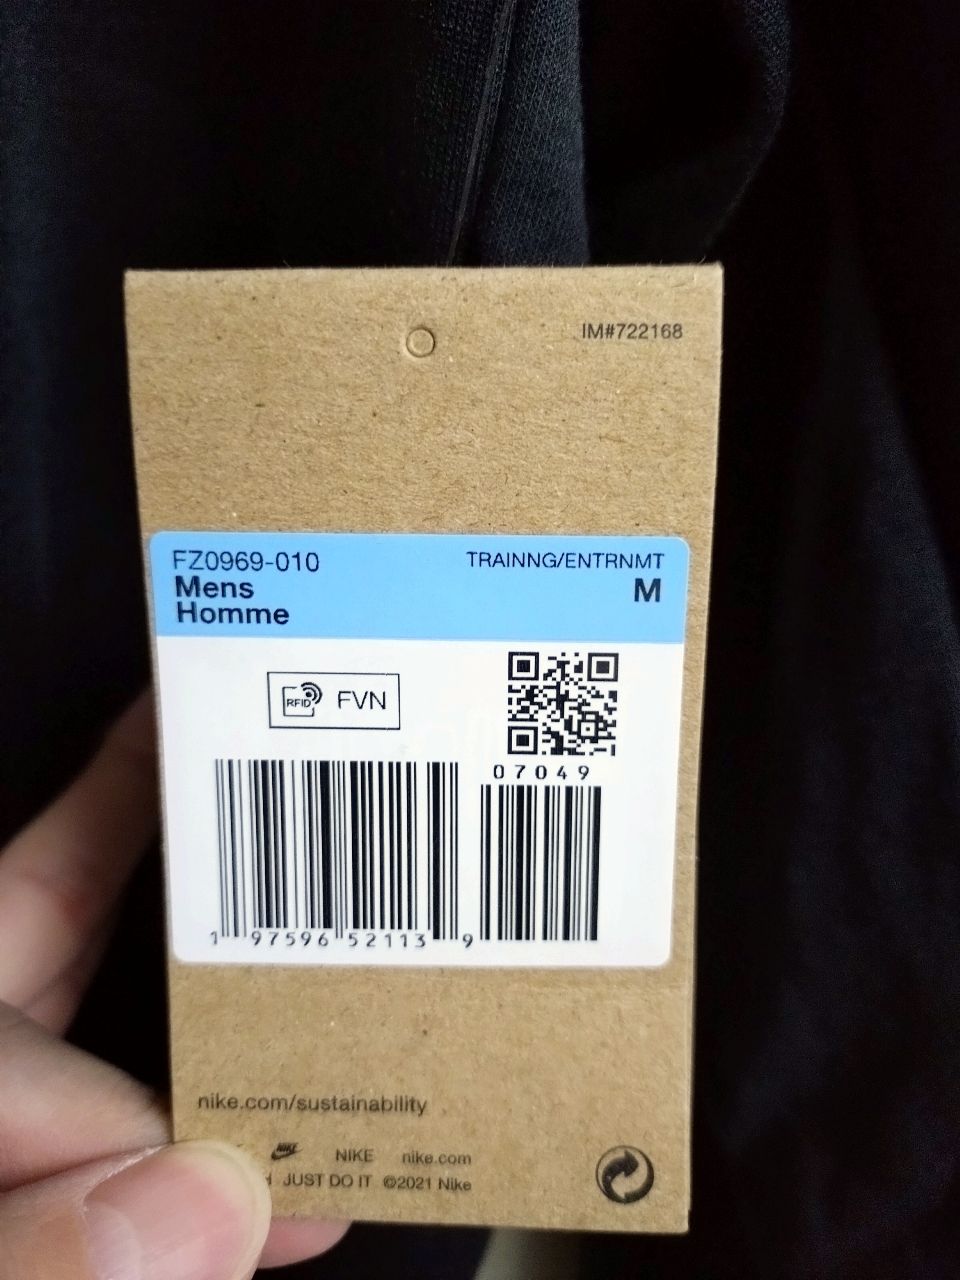 IM#722168
FZ0969-010 TRAINNG/ENTRNMT
Mens M
Homme
RFID FVN
07049
1 97596 52113 9
nike.com/sustainability
NIKE NIKE nike.com
JUST DO IT ©2021 Nike